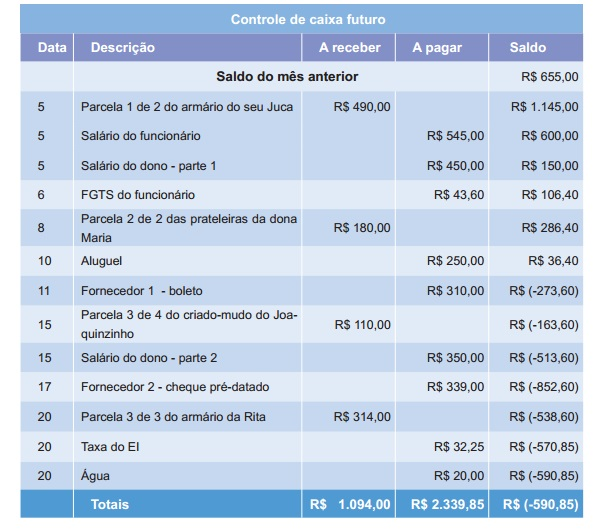 Controle de caixa futuro
Data Descrição A receber A pagar Saldo
Saldo do mês anterior R$ 655,00
5 Parcela 1 de 2 do armário do seu Juca R$ 490,00 R$ 1.145,00
5 Salário do funcionário R$ 545,00 R$ 600,00
5 Salário do dono - parte 1 R$ 450,00 R$ 150,00
6 FGTS do funcionário R$ 43,60 R$ 106,40
8 Parcela 2 de 2 das prateleiras da dona
Maria R$ 180,00 R$ 286,40
10 Aluguel R$ 250,00 R$ 36,40
11 Fornecedor 1 - boleto R$ 310,00 R$ (-273,60)
15 Parcela 3 de 4 do criado-mudo do Joa-
quinzinho R$ 110,00 R$ (-163,60)
15 Salário do dono - parte 2 R$ 350,00 R$ (-513,60)
17 Fornecedor 2 - cheque pré-datado R$ 339,00 R$ (-852,60)
20 Parcela 3 de 3 do armário da Rita R$ 314,00 R$ (-538,60)
20 Taxa do EI R$ 32,25 R$ (-570,85)
20 Água R$ 20,00 R$ (-590,85)
Totais R$ 1.094,00 R$ 2.339,85 R$ (-590,85)